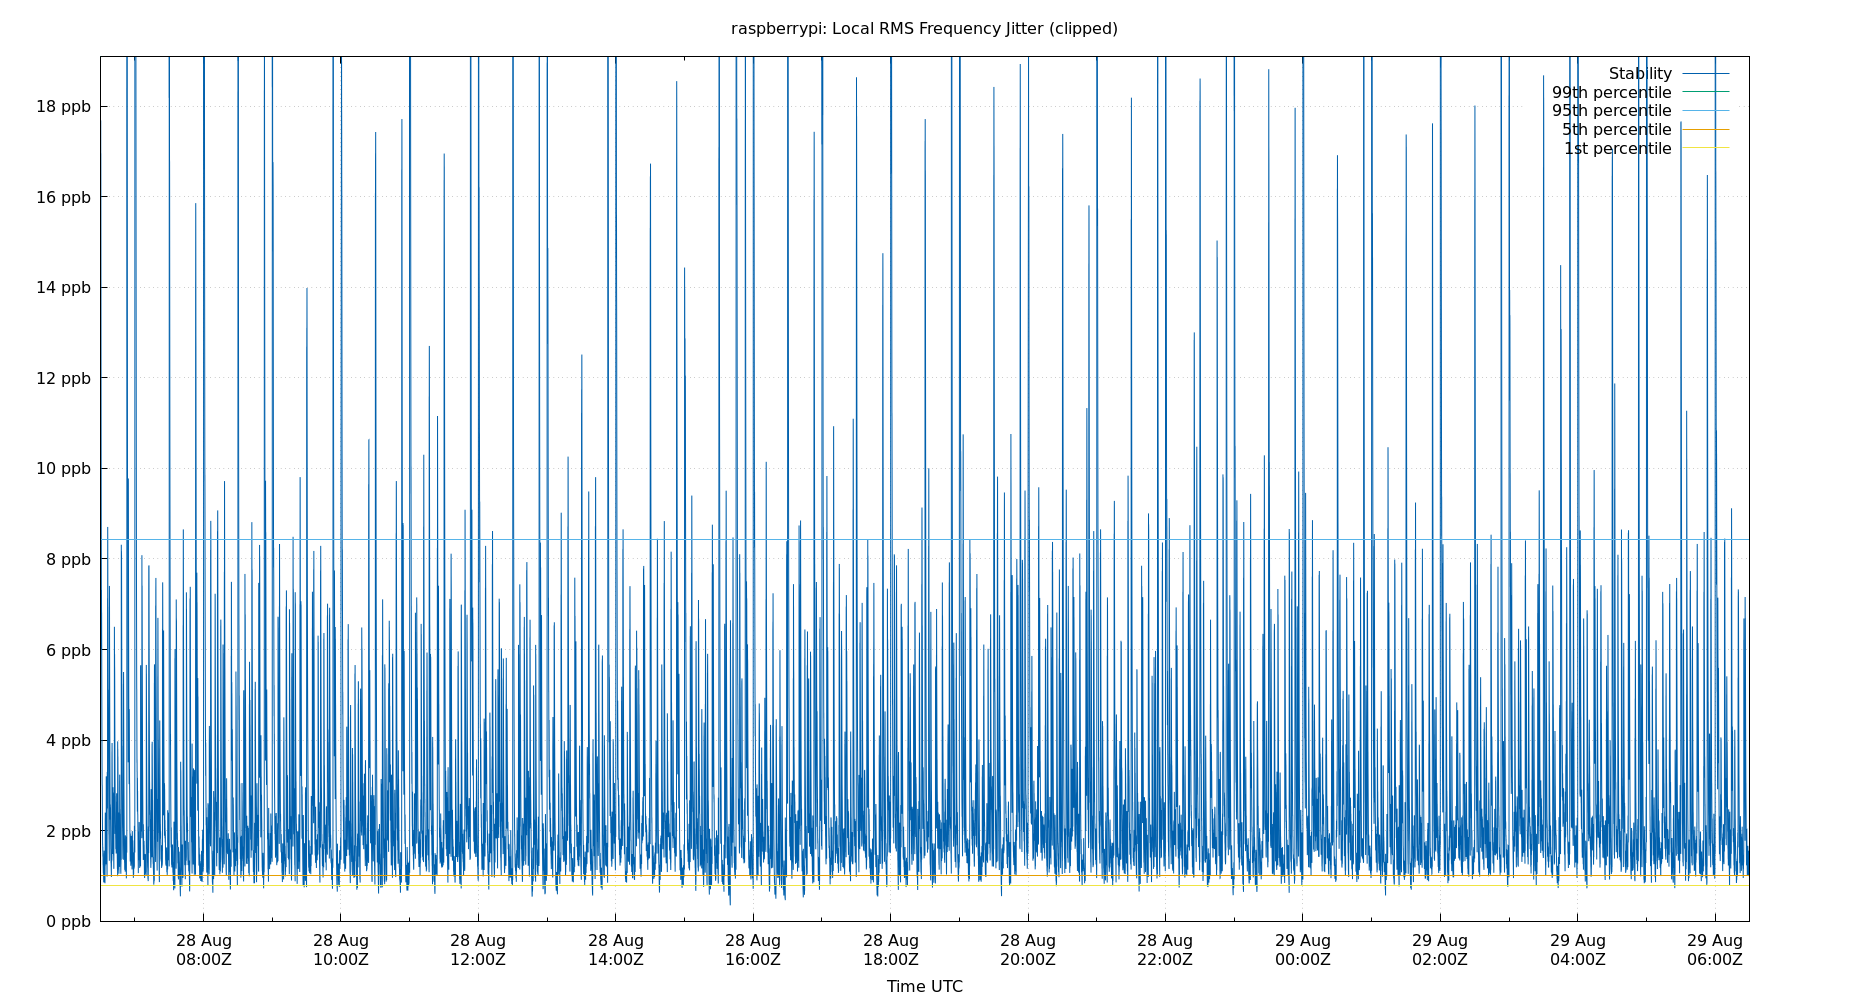 raspberrypi: Local RMS Frequency Jitter (clipped)
Stability
99th percentile
95th percentile
5th percentile
1st percentile
18 ppb
16 ppb
14 ppb
12 ppb
10 ppb
8 ppb
6 ppb
4 ppb
2 ppb
0 ppb
28 Aug 28 Aug 28 Aug 28 Aug 28 Aug 28 Aug 28 Aug 28 Aug 29 Aug 29 Aug 29 Aug 29 Aug
08:00Z 10:00Z 12:00Z 14:00Z 16:00Z 18:00Z 20:00Z 22:00Z 00:00Z 02:00Z 04:00Z 06:00Z
Time UTC